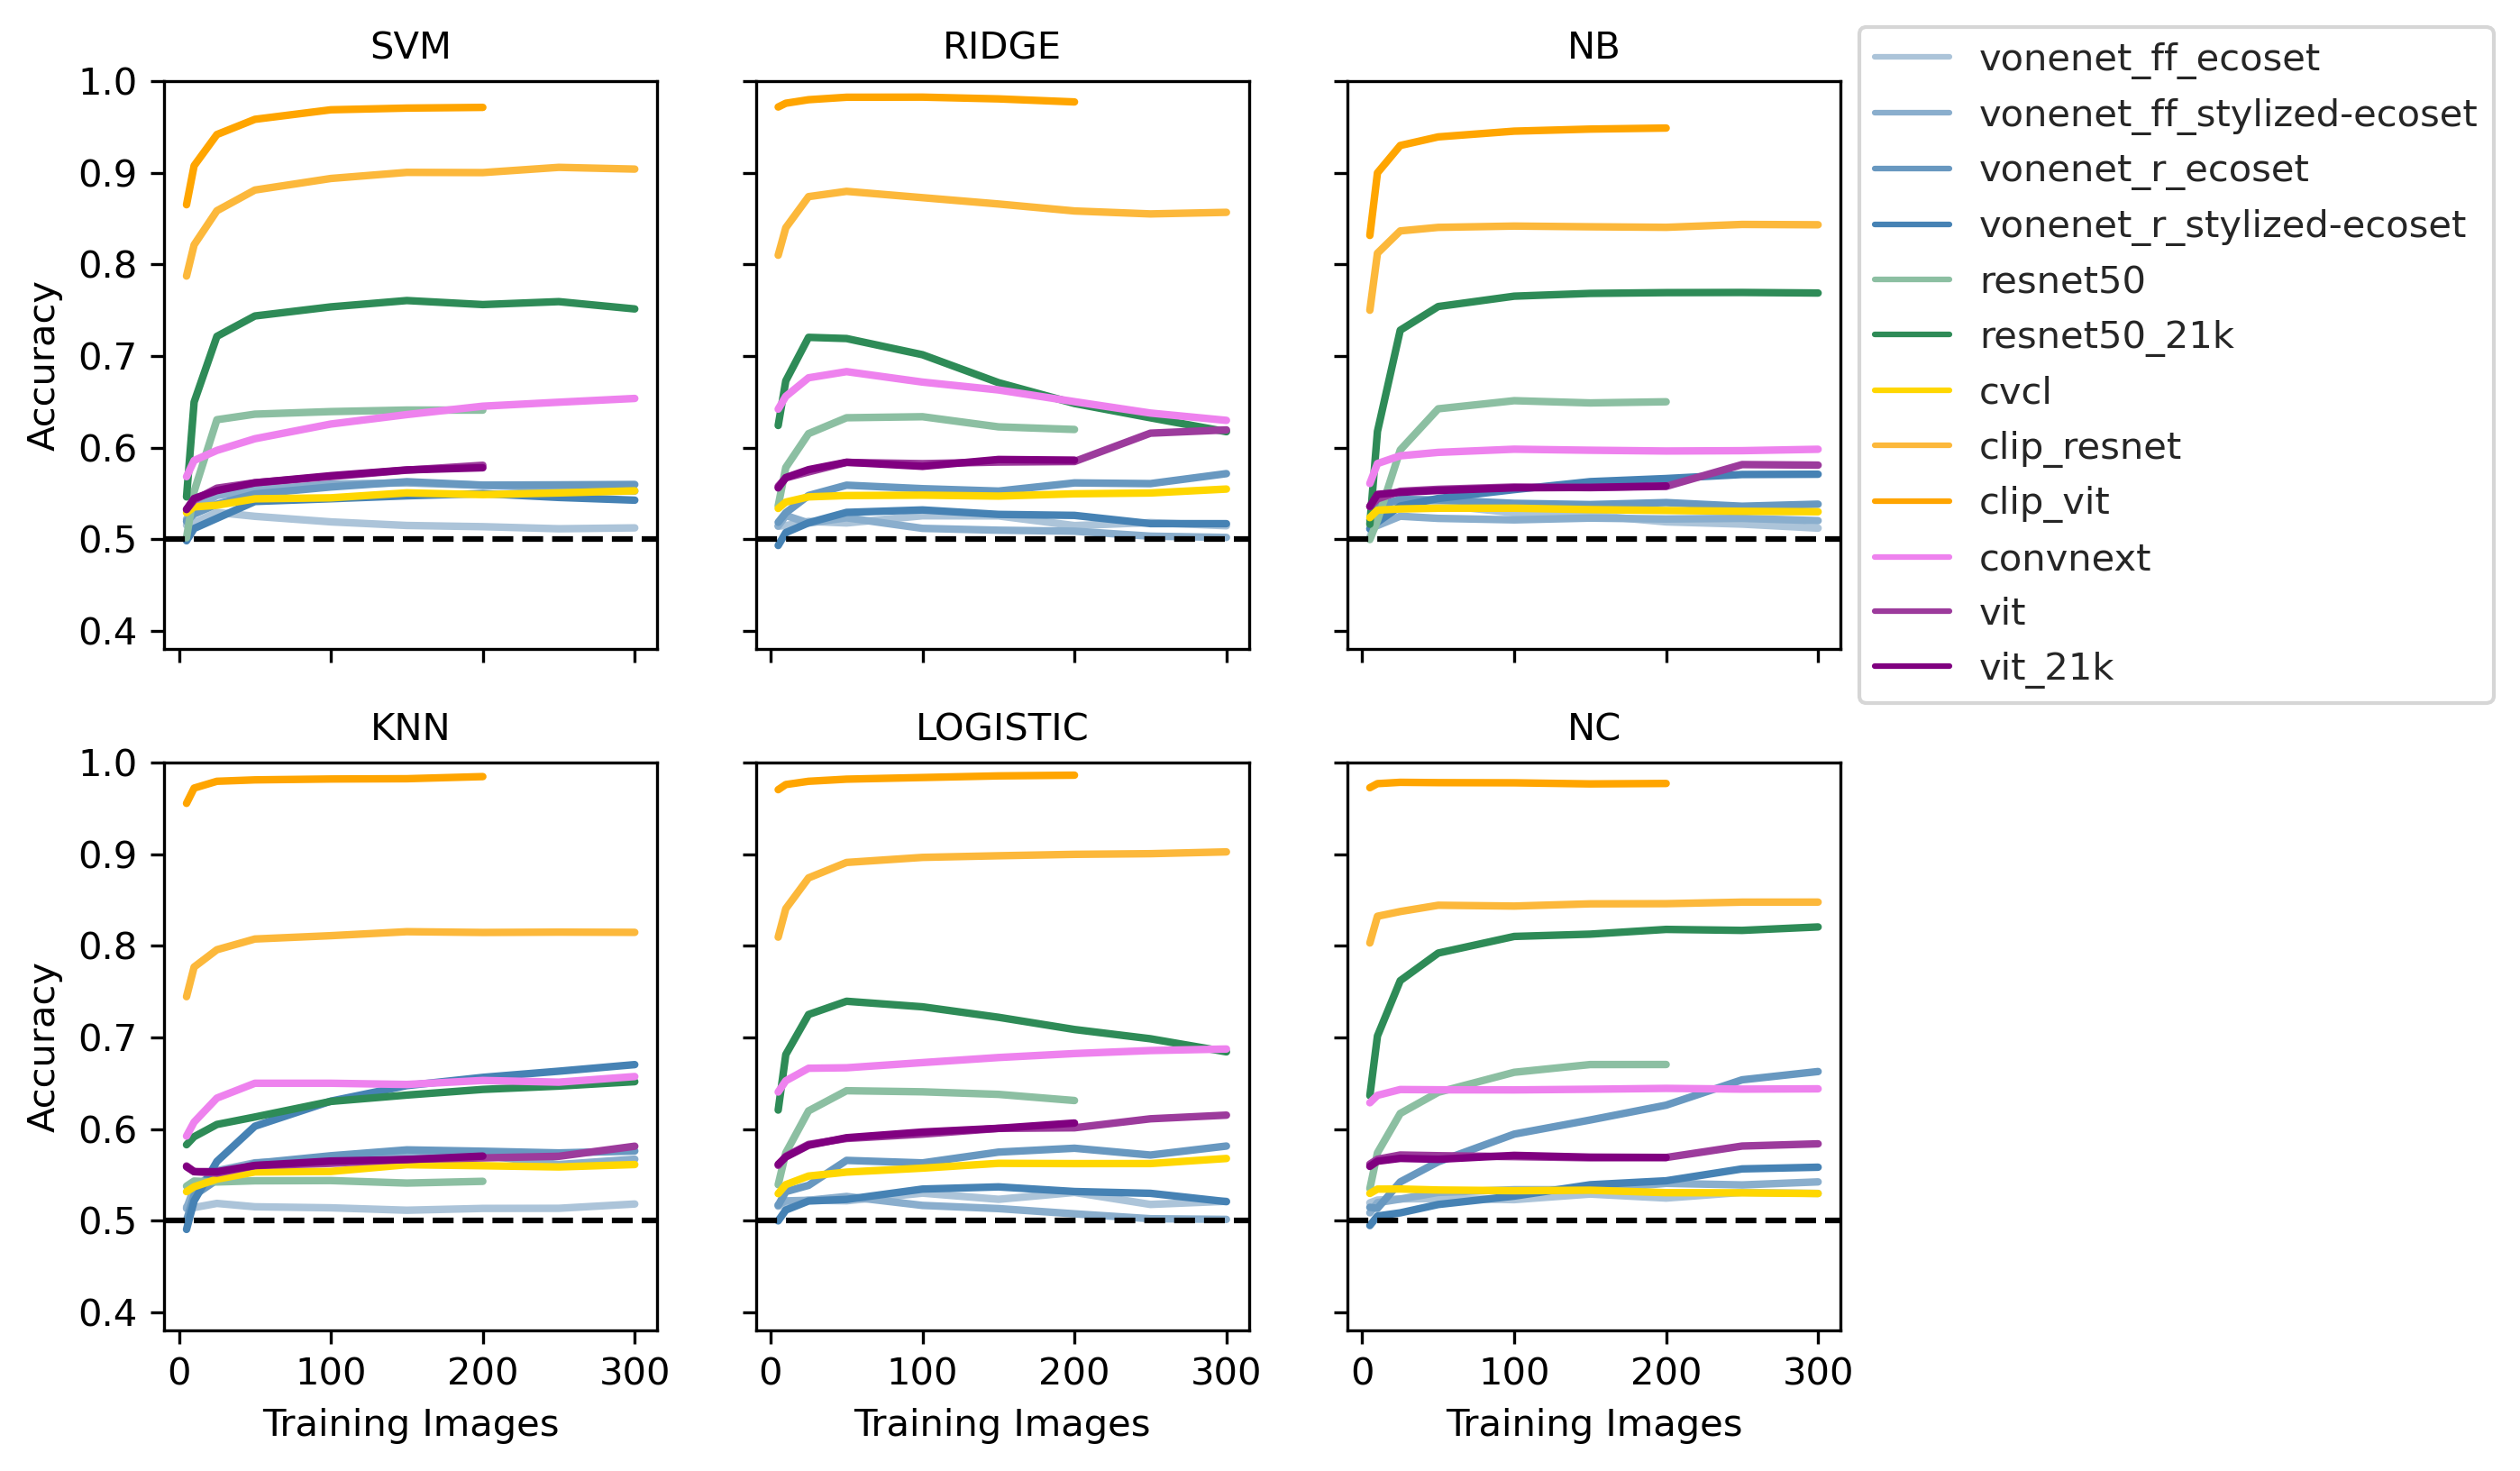 SVM
RIDGE
NB
1.0
0.9
0.8
0.7
0.6
0.5
0.4
Accuracy
vonenet_ff_ecoset
vonenet_ff_stylized-ecoset
vonenet_r_ecoset
vonenet_r_stylized-ecoset
resnet50
resnet50_21k
cvcl
clip_resnet
clip_vit
convnext
vit
vit_21k
KNN
LOGISTIC
NC
1.0
0.9
0.8
0.7
0.6
0.5
0.4
Accuracy
0 100 200 300
0 100 200 300
0 100 200 300
Training Images
Training Images
Training Images